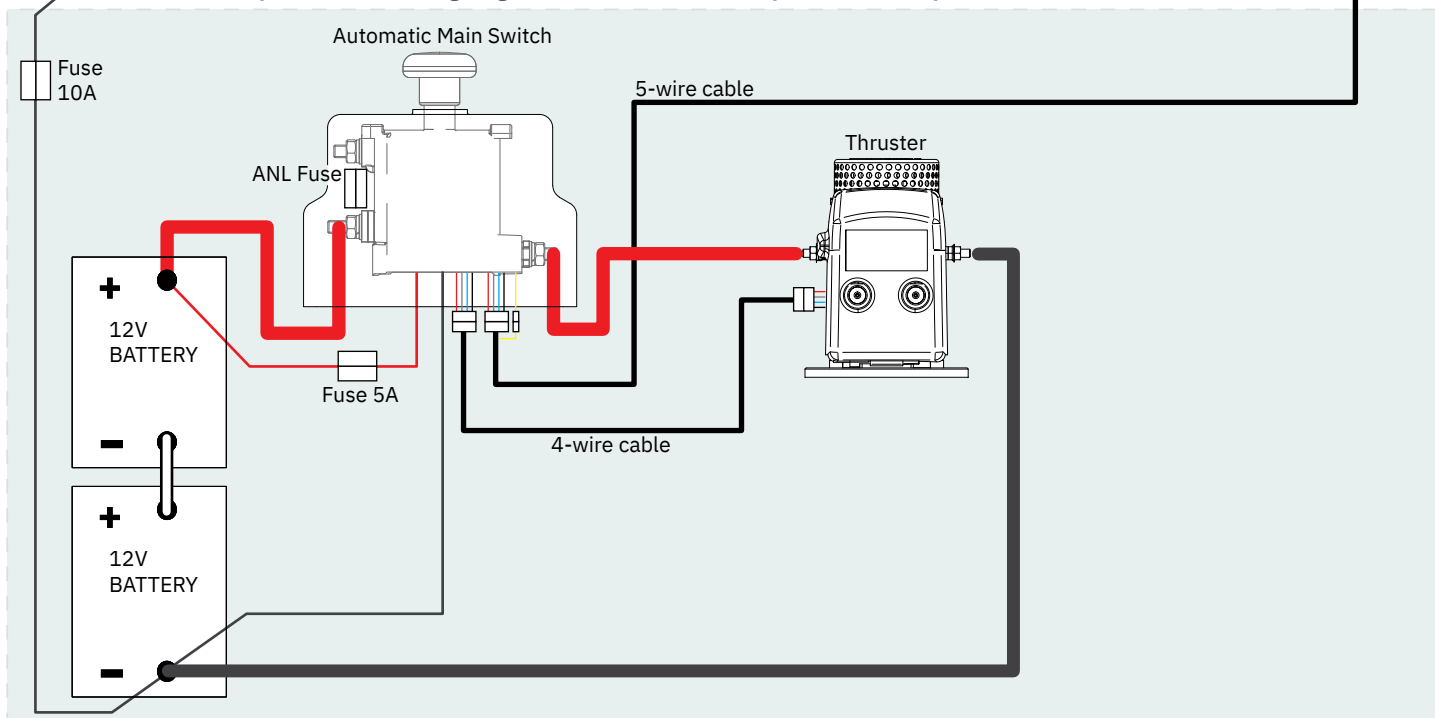 Automatic Main Switch
Fuse
10A
5-wire cable
Thruster
ANL Fuse
+
12V
BATTERY
-
Fuse 5A
4-wire cable
+
12V
BATTERY
-